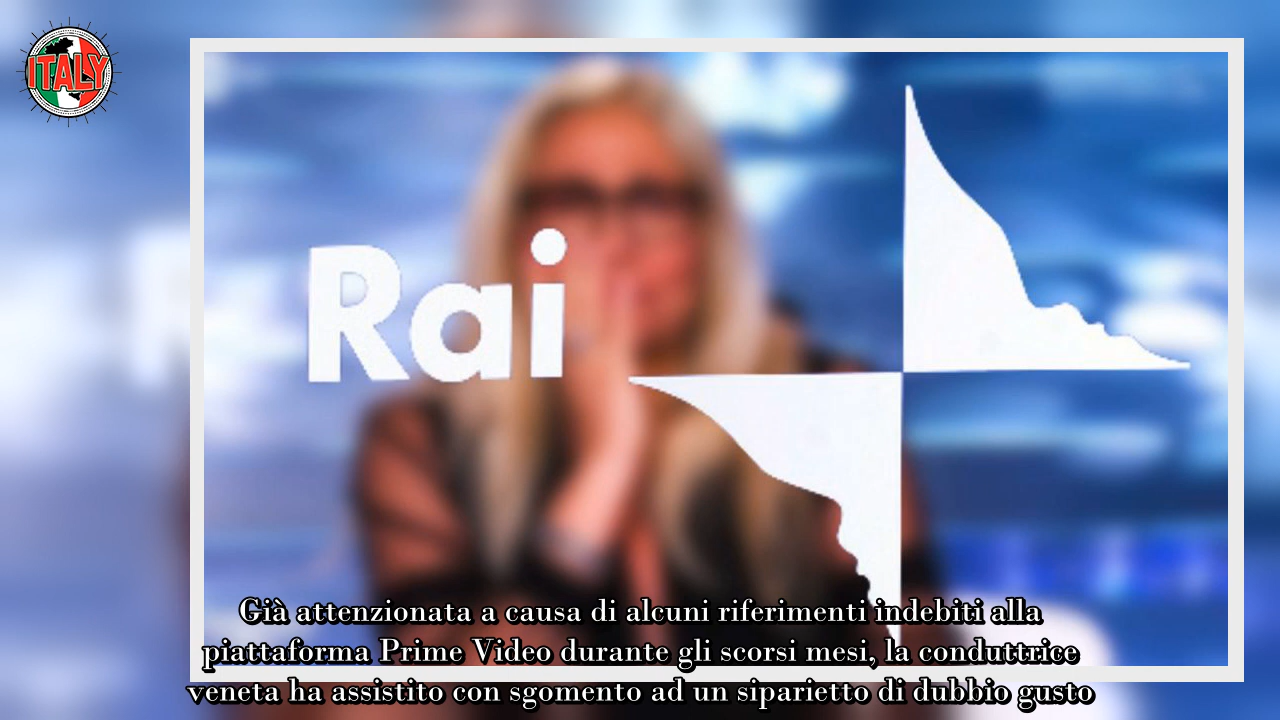 ITALY
Rai
Già attenzionata a causa di alcuni riferimenti indebiti alla
piattaforma Prime Video durante gli scorsi mesi, la conduttrice
veneta ha assistito con sgomento ad un siparietto di dubbio gusto